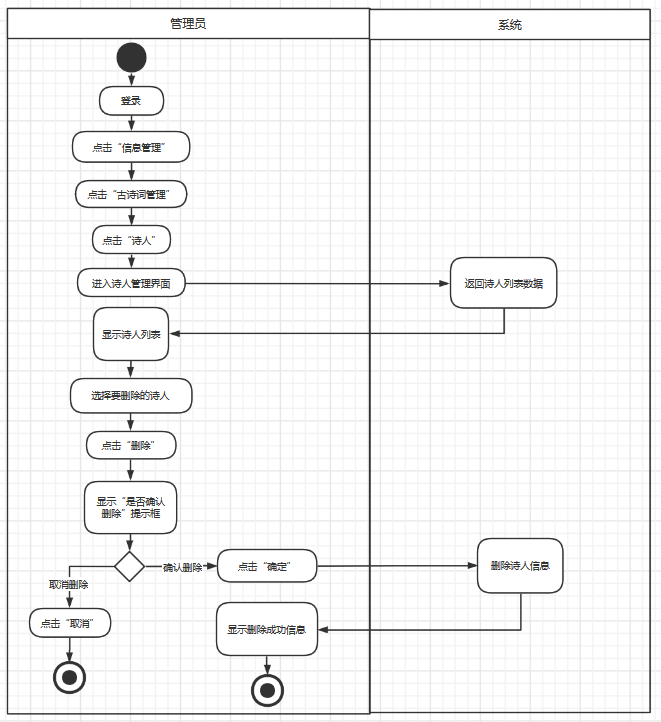 管理员
系统
登录
点击“信息管理”
点击“古诗词管理”
点击“诗人”
进入诗人管理界面
返回诗人列表数据
显示诗人列表
选择要删除的诗人
点击“删除”
显示“是否确认
删除”提示框
确认删除
点击“确定”
删除诗人信息
取消删除
点击“取消”
显示删除成功信息